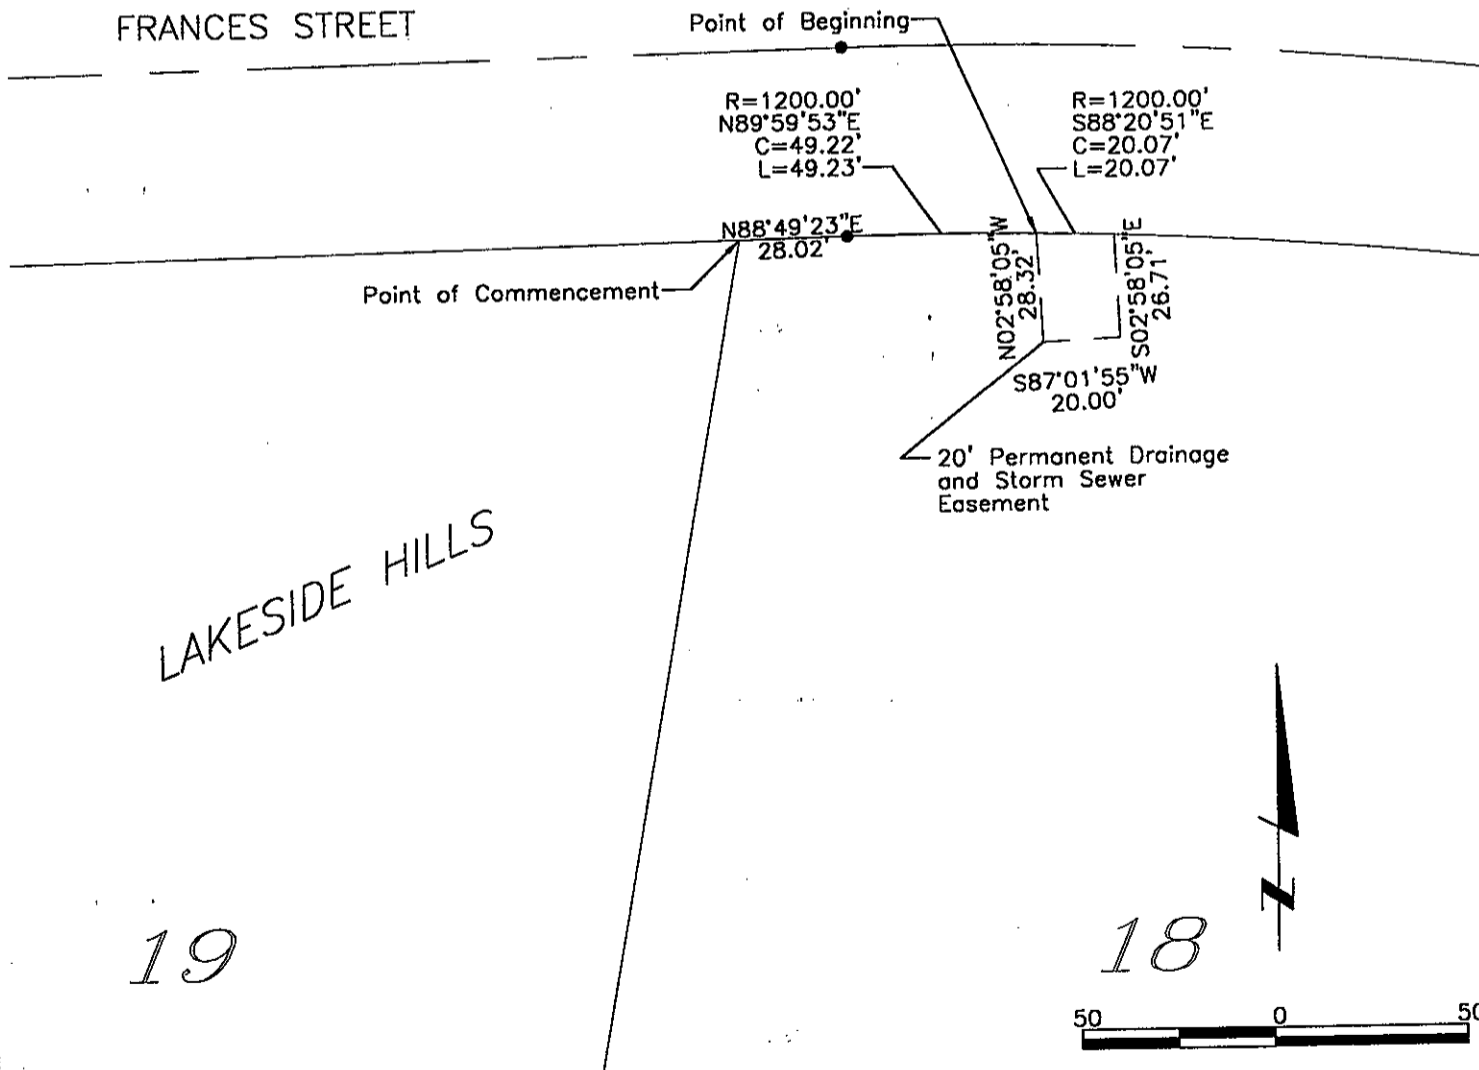 FRANCES STREET
Point of Beginning
R=1200.00'
N89°59'53"E
C=49.22'
L=49.23'
R=1200.00'
S88°20'51"E
C=20.07'
L=20.07'
N88°49'23"E
28.02'
Point of Commencement
N02°58'05"W
28.32'
S02°58'05"E
26.71'
S87°01'55"W
20.00'
20' Permanent Drainage
and Storm Sewer
Easement
LAKESIDE HILLS
19
18
N
50 0 50